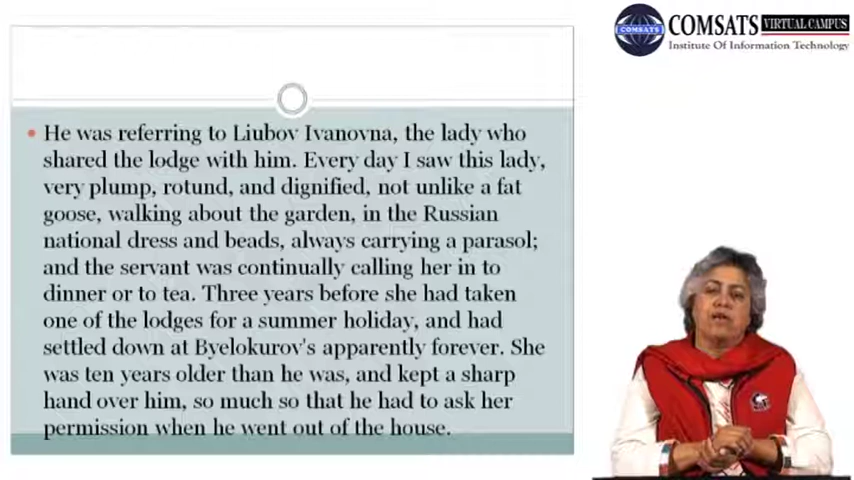 COMSATS VIRTUAL CAMPUS
COMSATS
Institute Of Information Technology
• He was referring to Liubov Ivanovna, the lady who
shared the lodge with him. Every day I saw this lady,
very plump, rotund, and dignified, not unlike a fat
goose, walking about the garden, in the Russian
national dress and beads, always carrying a parasol;
and the servant was continually calling her in to
dinner or to tea. Three years before she had taken
one of the lodges for a summer holiday, and had
settled down at Byelokurov's apparently forever. She
was ten years older than he was, and kept a sharp
hand over him, so much so that he had to ask her
permission when he went out of the house.